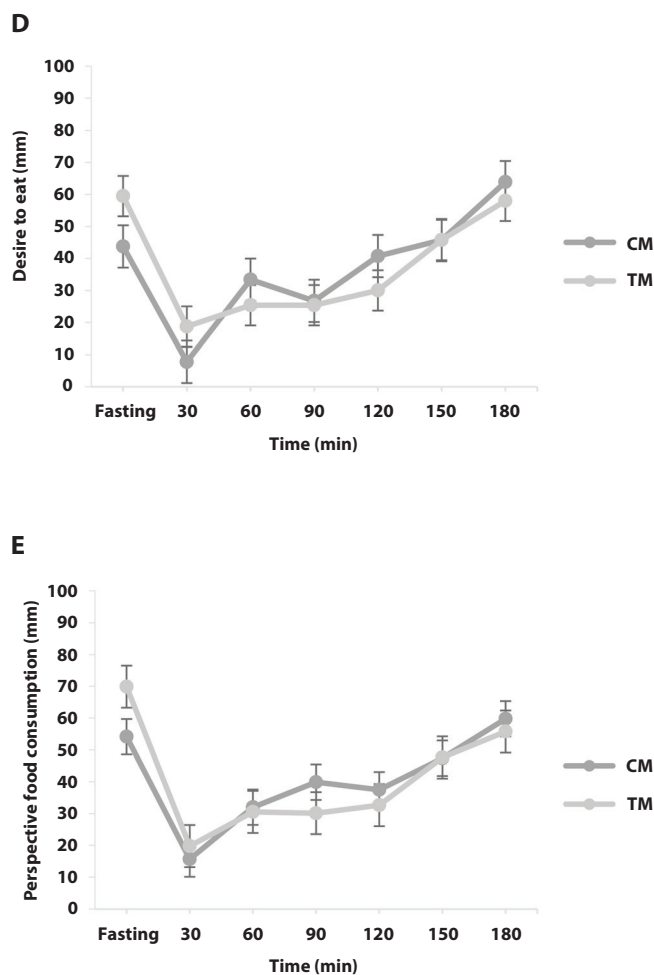 D
Desire to eat (mm)
100
90
80
70
60
50
40
30
20
10
0
Fasting 30 60 90 120 150 180
Time (min)
CM
TM
E
Perspective food consumption (mm)
100
90
80
70
60
50
40
30
20
10
0
Fasting 30 60 90 120 150 180
Time (min)
CM
TM